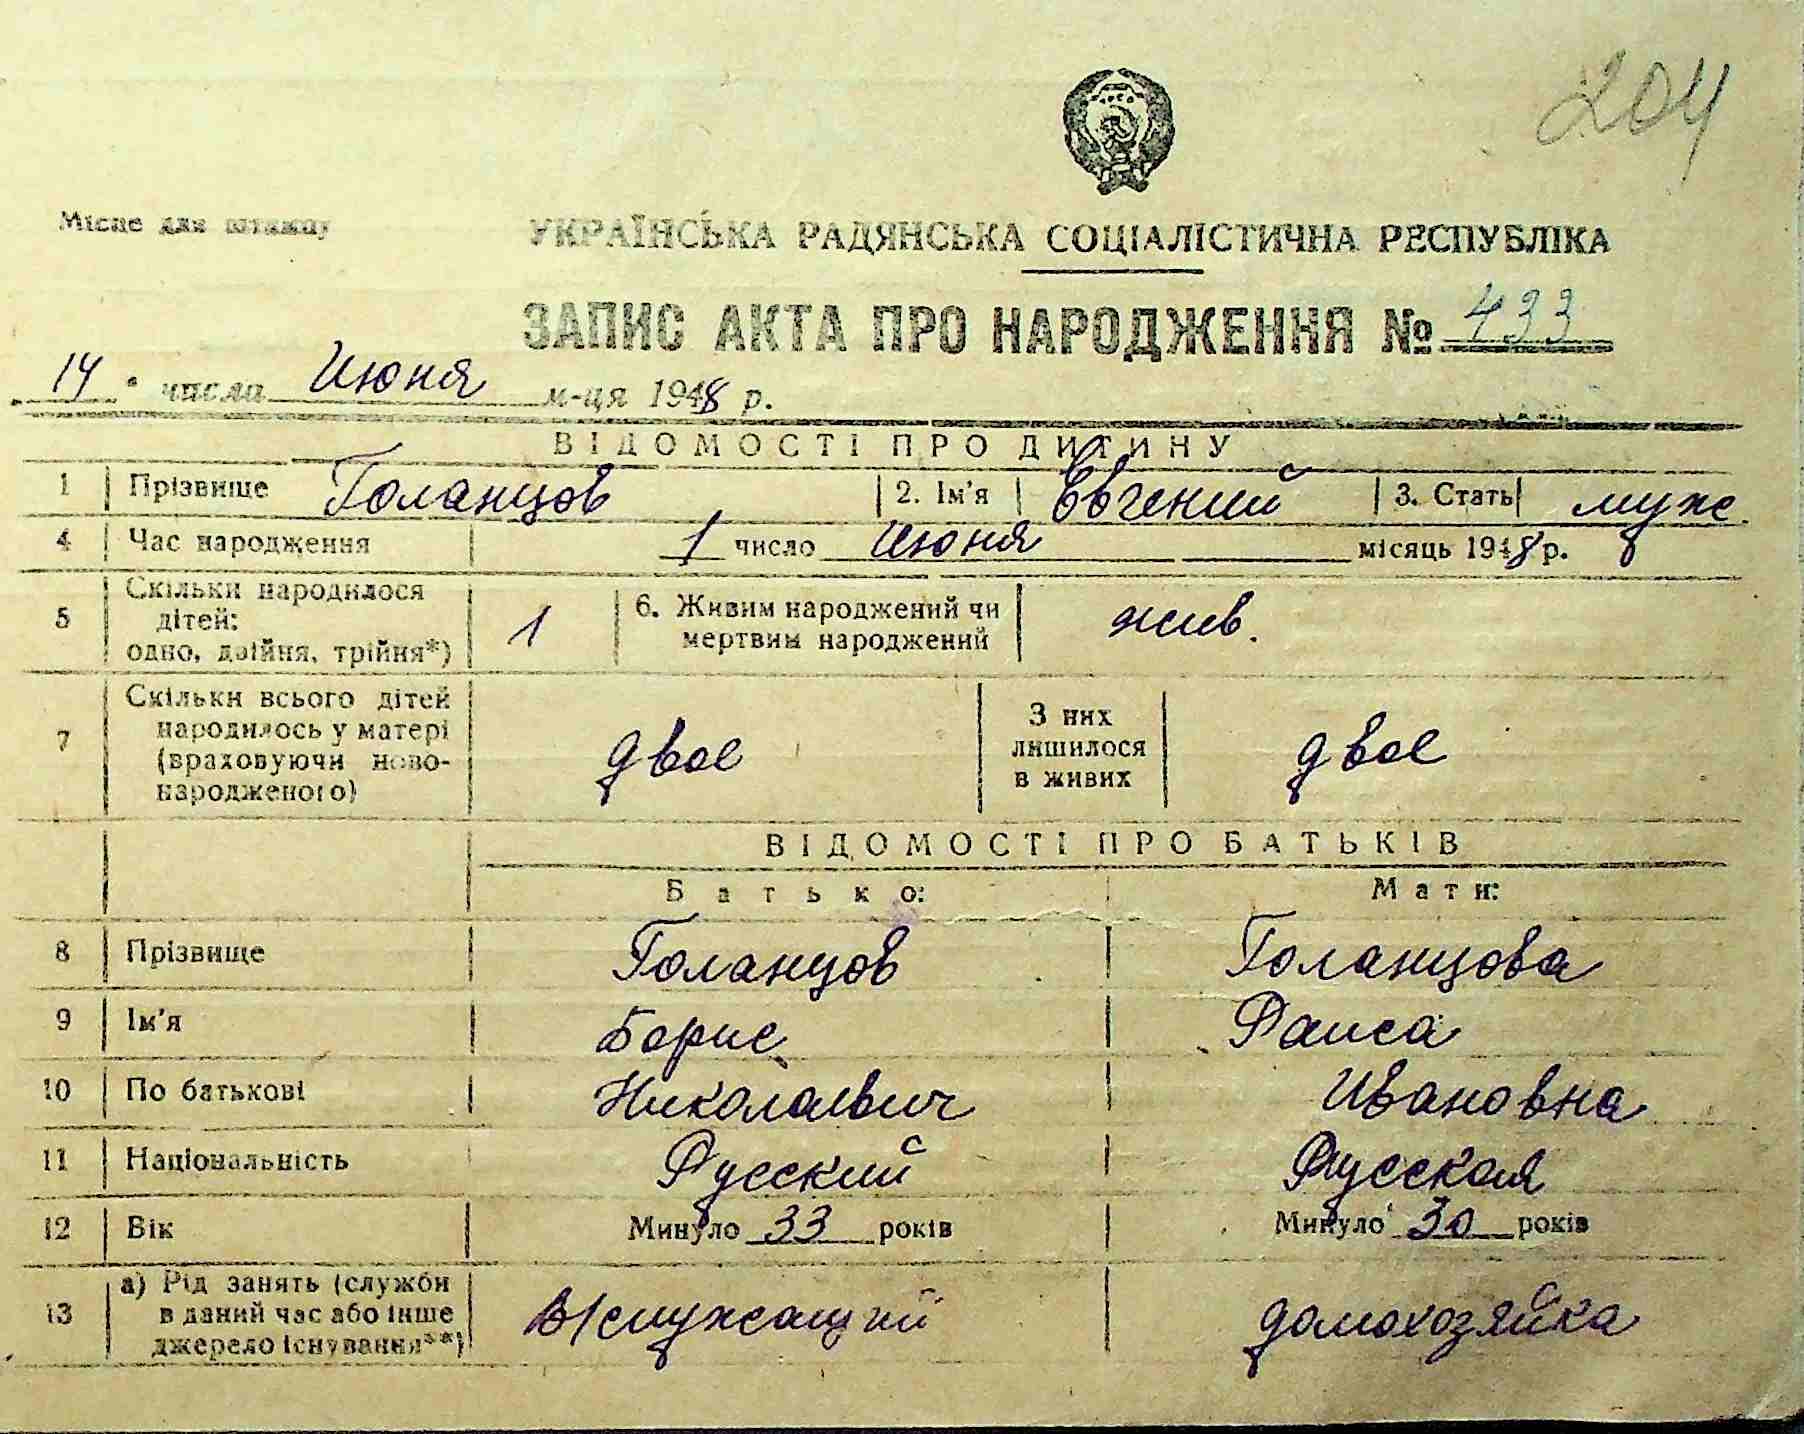 204
Місце для штампу
УКРАЇНСЬКА РАДЯНСЬКА СОЦІАЛІСТИЧНА РЕСПУБЛІКА
ЗАПИС АКТА ПРО НАРОДЖЕННЯ № 433
14 числа Июня м-ця 1948 р.
ВІДОМОСТІ ПРО ДИТИНУ
1 Прізвище Голанцов 2. Ім'я Евгений 3. Стать муж.
4 Час народження 1 число Июня місяць 1948 р.
5 Скільки народилося
дітей:
одно, двійня, трійня*) 1
6. Живим народжений чи
мертвим народжений жив.
7 Скільки всього дітей
народилось у матері
(враховуючи ново-
народженого) двое
З них
лишилося
в живих двое
ВІДОМОСТІ ПРО БАТЬКІВ
Батько: Мати:
8 Прізвище Голанцов Голанцова
9 Ім'я Борис Раиса
10 По батькові Николаевич Ивановна
11 Національність Русский Русская
12 Вік Минуло 33 років Минуло 30 років
13 а) Рід занять (служби
в даний час або інше
джерело існування**) В/служащий домохозяйка